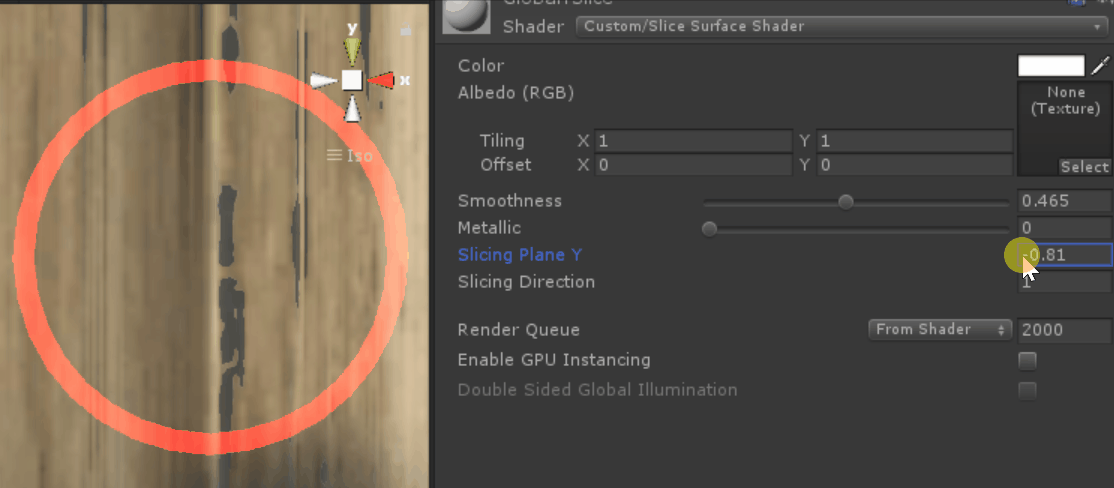 y
x
Iso
Global1Slice
Shader Custom/Slice Surface Shader
Color
Albedo (RGB)
None
(Texture)
Tiling X 1 Y 1
Offset X 0 Y 0
Select
Smoothness 0.465
Metallic 0
Slicing Plane Y -0.81
Slicing Direction 1
Render Queue From Shader 2000
Enable GPU Instancing
Double Sided Global Illumination